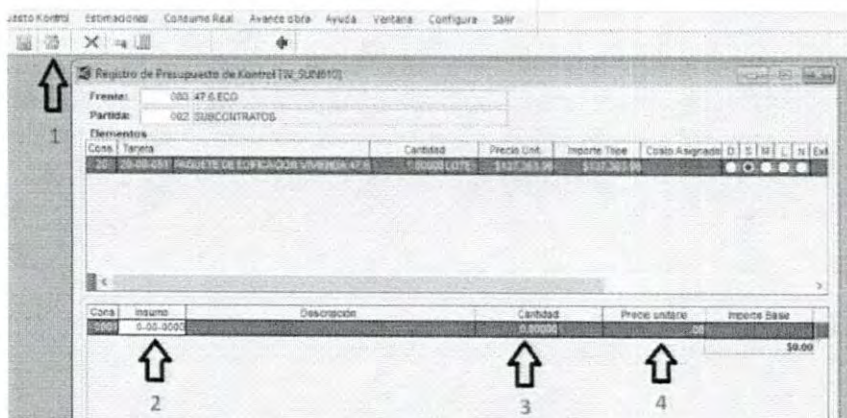 uesto Kontrol Estimaciones Consumo Real Avance obra Ayuda Ventana Configura Salir
Registro de Presupuesto de Kontrol
Frente: 47.6 ECO
Partida: 002 SUBCONTRATOS
1
Elementos
Cons Tarjeta Cantidad Precio Unit. Importe Tope Costo Asignado D S M L N Ext
20 PAQUETE DE EDIFICACION VIVIENDA LOTE
Cons Insumo Descripción Cantidad Precio unitario Importe Base
0001 0-00-0000 0.00000 .00
$0.00
2 3 4